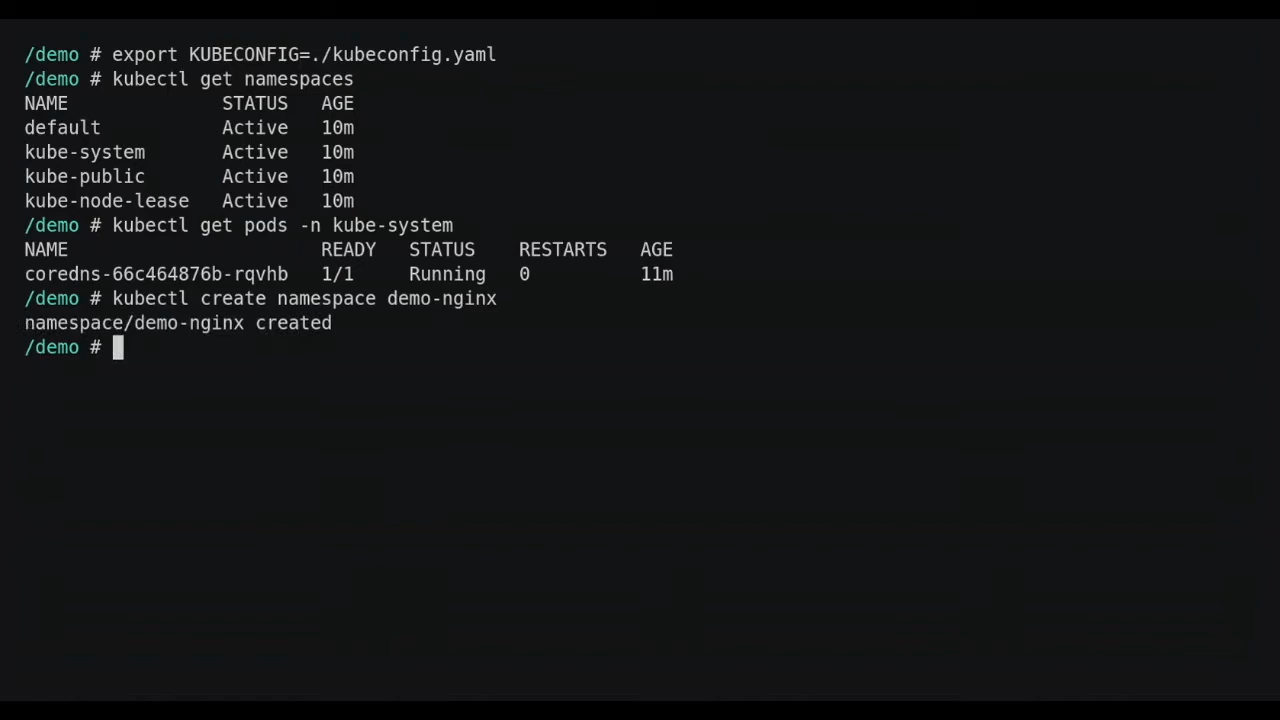 /demo # export KUBECONFIG=./kubeconfig.yaml
/demo # kubectl get namespaces
NAME              STATUS   AGE
default           Active   10m
kube-system       Active   10m
kube-public       Active   10m
kube-node-lease   Active   10m
/demo # kubectl get pods -n kube-system
NAME                       READY   STATUS    RESTARTS   AGE
coredns-66c464876b-rqvhb   1/1     Running   0          11m
/demo # kubectl create namespace demo-nginx
namespace/demo-nginx created
/demo #